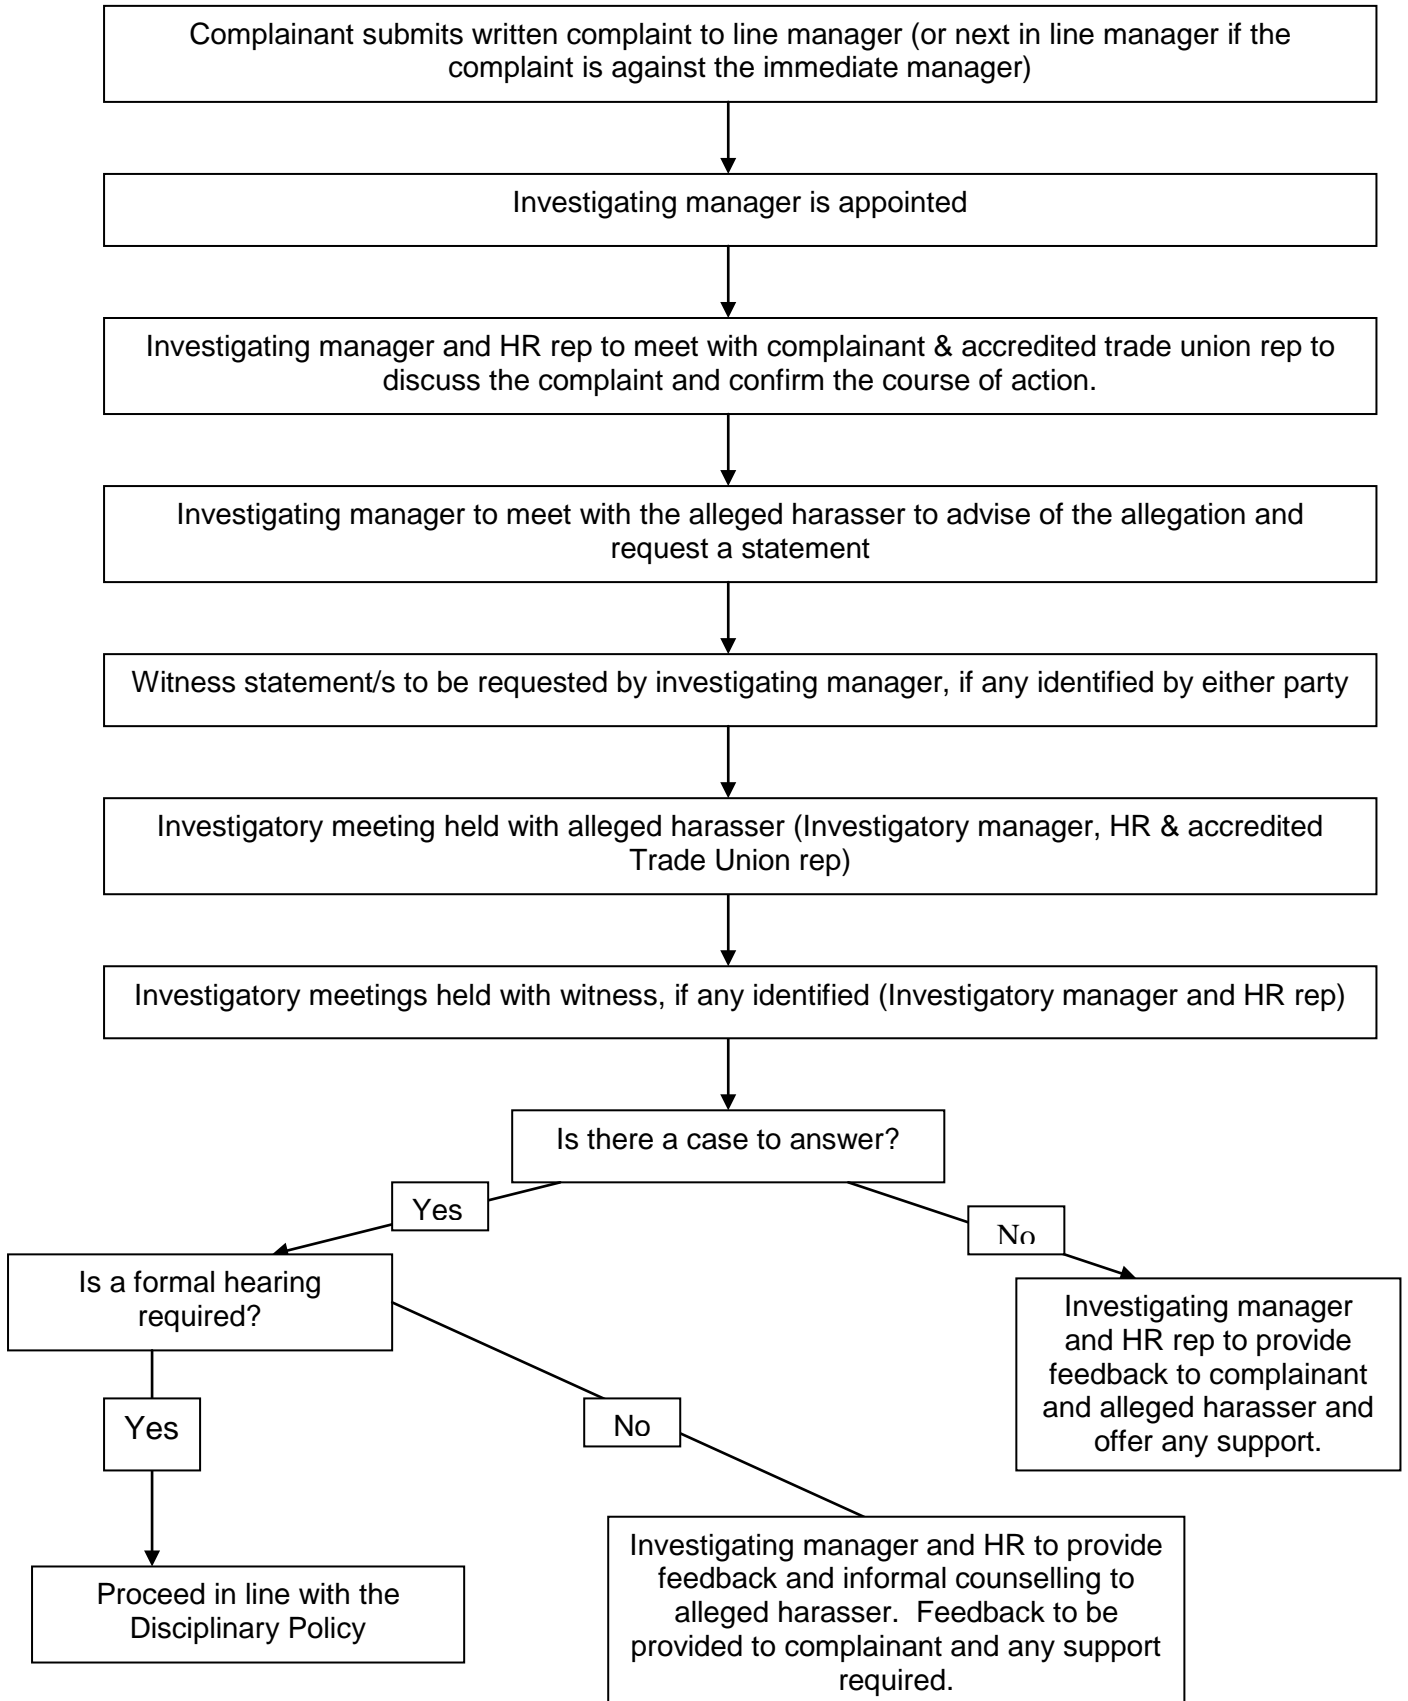 Complainant submits written complaint to line manager (or next in line manager if the
complaint is against the immediate manager)
Investigating manager is appointed
Investigating manager and HR rep to meet with complainant & accredited trade union rep to
discuss the complaint and confirm the course of action.
Investigating manager to meet with the alleged harasser to advise of the allegation and
request a statement
Witness statement/s to be requested by investigating manager, if any identified by either party
Investigatory meeting held with alleged harasser (Investigatory manager, HR & accredited
Trade Union rep)
Investigatory meetings held with witness, if any identified (Investigatory manager and HR rep)
Is there a case to answer?
Yes
No
Is a formal hearing
required?
Investigating manager
and HR rep to provide
feedback to complainant
and alleged harasser and
offer any support.
Yes
No
Proceed in line with the
Disciplinary Policy
Investigating manager and HR to provide
feedback and informal counselling to
alleged harasser.  Feedback to be
provided to complainant and any support
required.